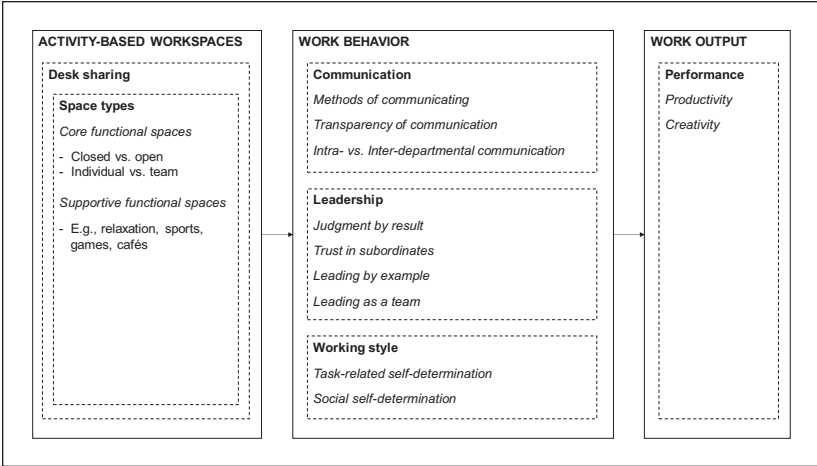 ACTIVITY-BASED WORKSPACES
Desk sharing
Space types
Core functional spaces
- Closed vs. open
- Individual vs. team
Supportive functional spaces
- E.g., relaxation, sports,
games, cafés
WORK BEHAVIOR
Communication
Methods of communicating
Transparency of communication
Intra- vs. Inter-departmental communication
Leadership
Judgment by result
Trust in subordinates
Leading by example
Leading as a team
Working style
Task-related self-determination
Social self-determination
WORK OUTPUT
Performance
Productivity
Creativity